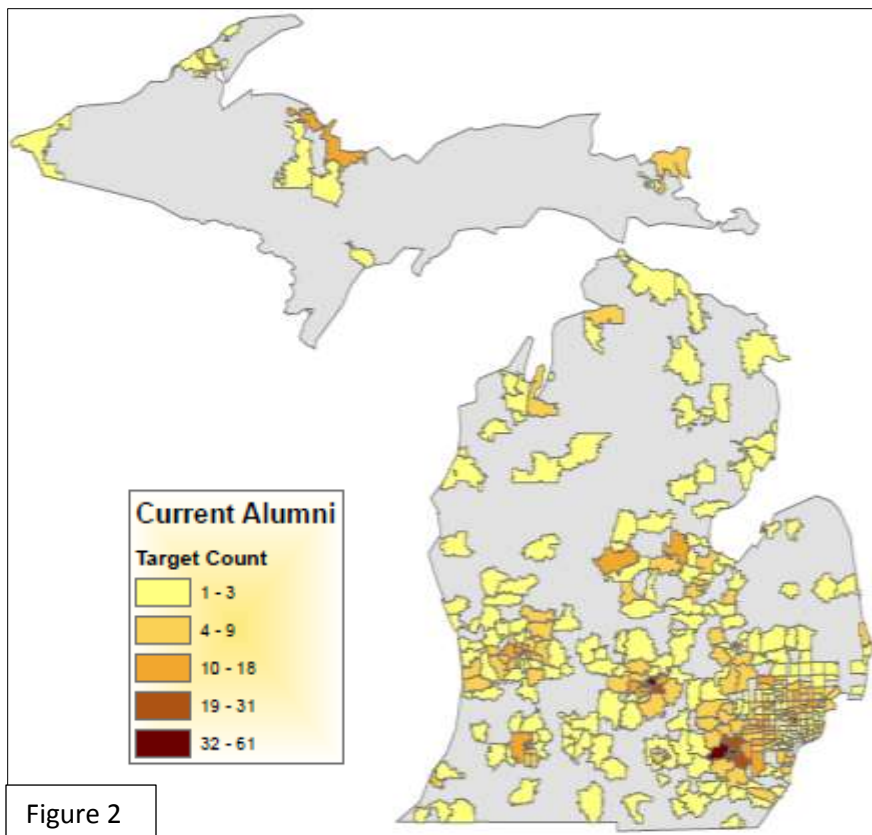 Current Alumni
Target Count
1 - 3
4 - 9
10 - 18
19 - 31
32 - 61
Figure 2